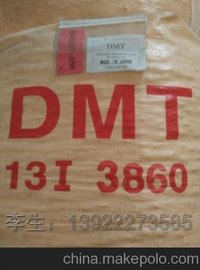 DMT
MADE IN JAPAN
DMT
13I 3860
李生：13922273585
china.makepolo.com